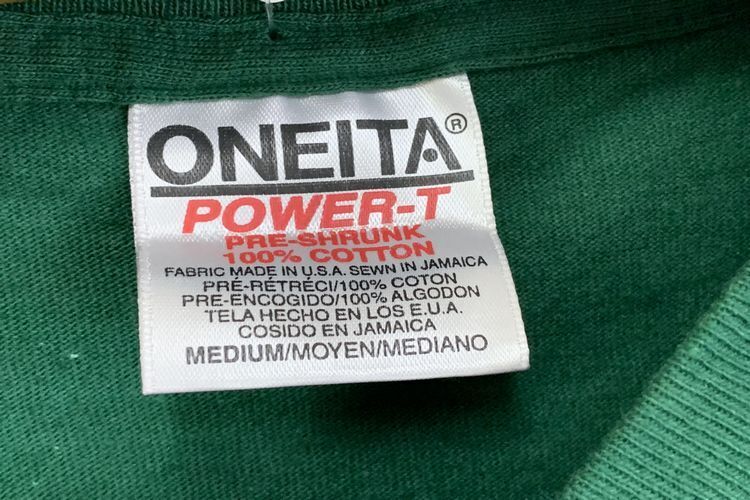 ONEITA®
POWER-T
PRE-SHRUNK
100% COTTON
FABRIC MADE IN U.S.A. SEWN IN JAMAICA
PRÉ-RÉTRÉCI/100% COTON
PRE-ENCOGIDO/100% ALGODON
TELA HECHO EN LOS E.U.A.
COSIDO EN JAMAICA
MEDIUM/MOYEN/MEDIANO